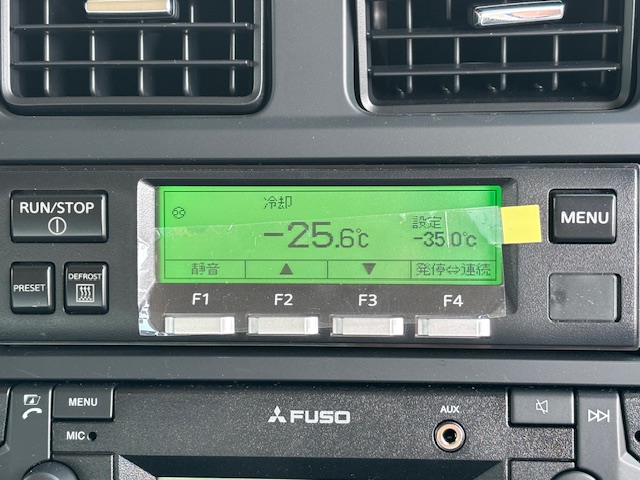 RUN/STOP
PRESET
DEFROST
冷却
-25.6℃
設定
-35.0℃
静音 ▲ ▼ 発停⇔連続
F1 F2 F3 F4
MENU
MENU
MIC
FUSO
AUX